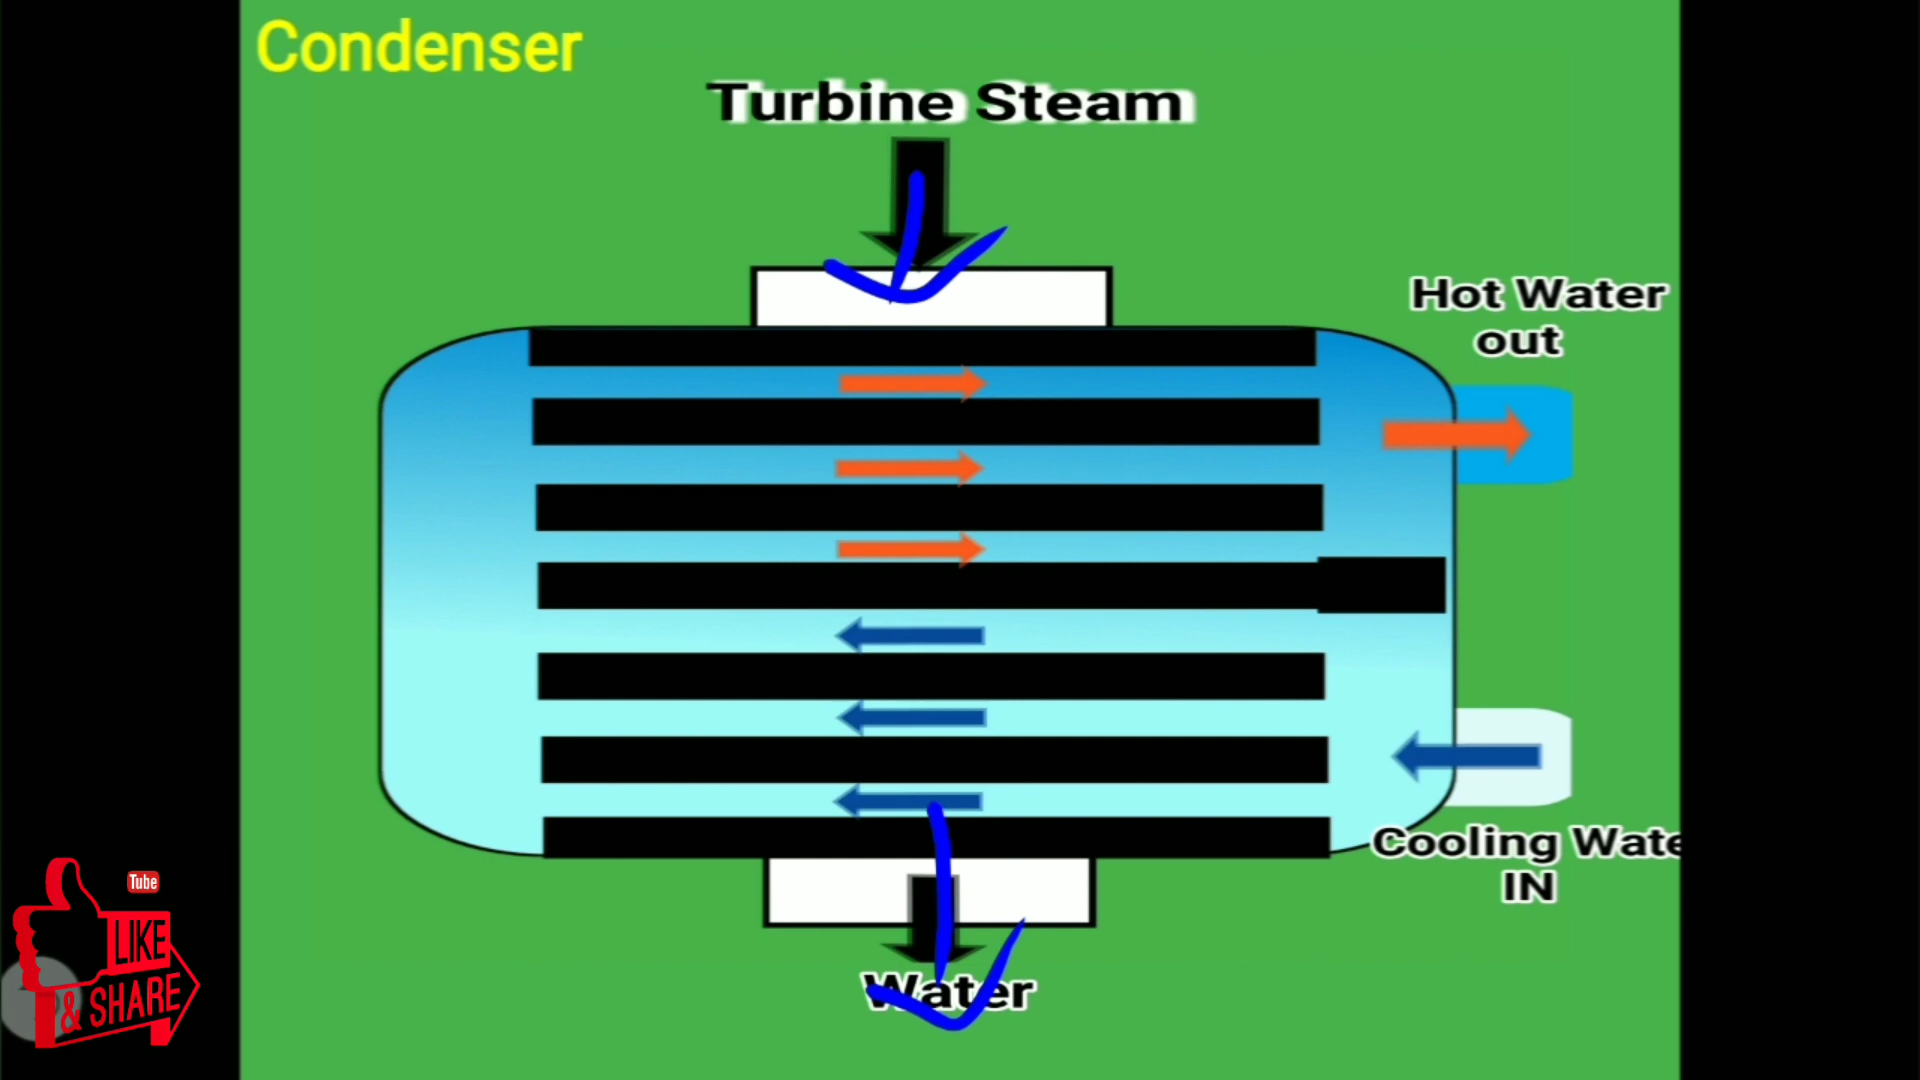 Condenser
Turbine Steam
Hot Water
out
Cooling Wate
IN
Water
Tube
LIKE
& SHARE